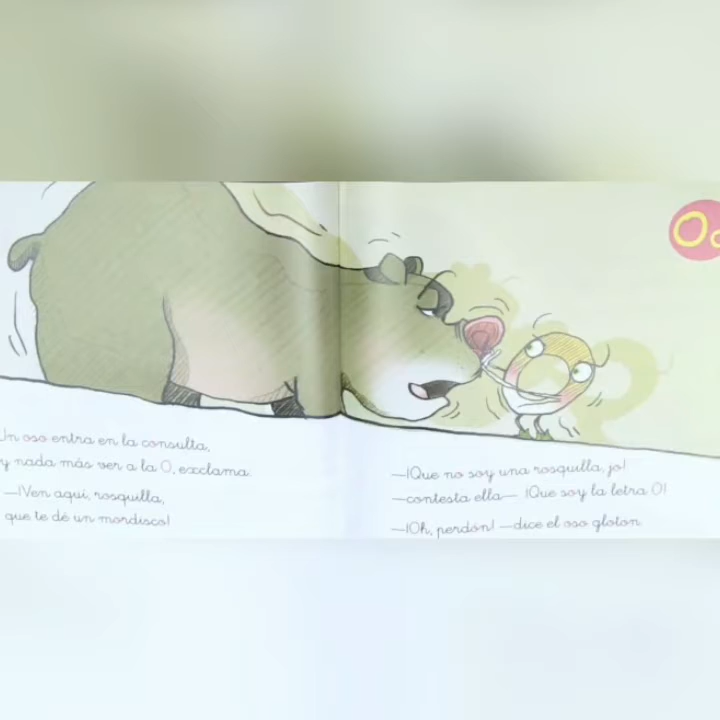 Un oso entra en la consulta,
y nada más ver a la O, exclama:
—¡Ven aquí, rosquilla,
que te dé un mordisco!
Oo
—¡Que no soy una rosquilla, jo!
—contesta ella—. ¡Que soy la letra O!
—¡Oh, perdón! —dice el oso glotón.